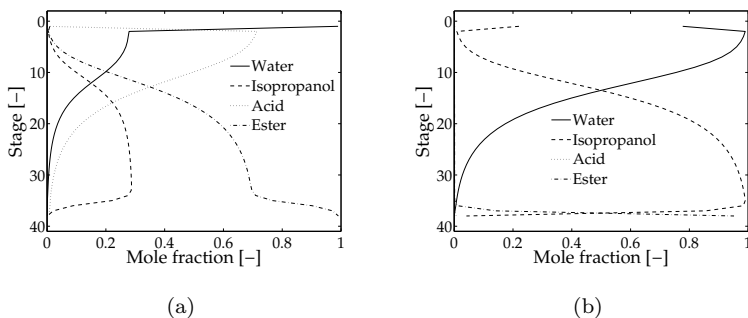 0
10
20
30
40
Stage [−]
Water
Isopropanol
Acid
Ester
0 0.2 0.4 0.6 0.8 1
Mole fraction [−]
(a)
0
10
20
30
40
Stage [−]
Water
Isopropanol
Acid
Ester
0 0.2 0.4 0.6 0.8 1
Mole fraction [−]
(b)